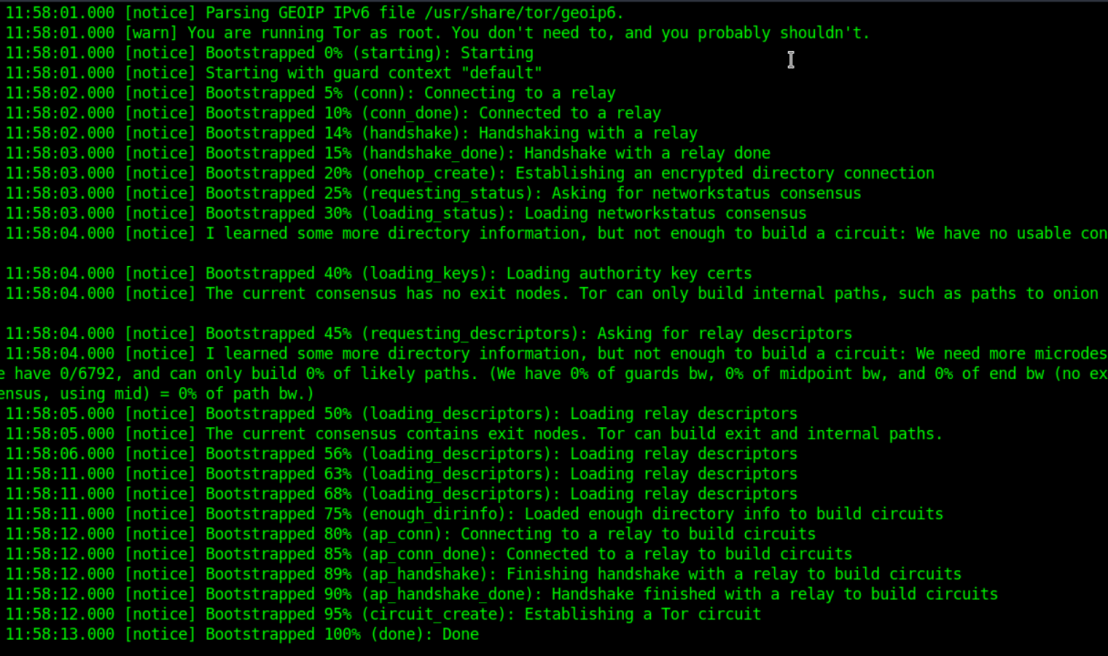 11:58:01.000 [notice] Parsing GEOIP IPv6 file /usr/share/tor/geoip6.
11:58:01.000 [warn] You are running Tor as root. You don't need to, and you probably shouldn't.
11:58:01.000 [notice] Bootstrapped 0% (starting): Starting
11:58:01.000 [notice] Starting with guard context "default"
11:58:02.000 [notice] Bootstrapped 5% (conn): Connecting to a relay
11:58:02.000 [notice] Bootstrapped 10% (conn_done): Connected to a relay
11:58:02.000 [notice] Bootstrapped 14% (handshake): Handshaking with a relay
11:58:03.000 [notice] Bootstrapped 15% (handshake_done): Handshake with a relay done
11:58:03.000 [notice] Bootstrapped 20% (onehop_create): Establishing an encrypted directory connection
11:58:03.000 [notice] Bootstrapped 25% (requesting_status): Asking for networkstatus consensus
11:58:03.000 [notice] Bootstrapped 30% (loading_status): Loading networkstatus consensus
11:58:04.000 [notice] I learned some more directory information, but not enough to build a circuit: We have no usable con
11:58:04.000 [notice] Bootstrapped 40% (loading_keys): Loading authority key certs
11:58:04.000 [notice] The current consensus has no exit nodes. Tor can only build internal paths, such as paths to onion
11:58:04.000 [notice] Bootstrapped 45% (requesting_descriptors): Asking for relay descriptors
11:58:04.000 [notice] I learned some more directory information, but not enough to build a circuit: We need more microdes
e have 0/6792, and can only build 0% of likely paths. (We have 0% of guards bw, 0% of midpoint bw, and 0% of end bw (no ex
ensus, using mid) = 0% of path bw.)
11:58:05.000 [notice] Bootstrapped 50% (loading_descriptors): Loading relay descriptors
11:58:05.000 [notice] The current consensus contains exit nodes. Tor can build exit and internal paths.
11:58:06.000 [notice] Bootstrapped 56% (loading_descriptors): Loading relay descriptors
11:58:11.000 [notice] Bootstrapped 63% (loading_descriptors): Loading relay descriptors
11:58:11.000 [notice] Bootstrapped 68% (loading_descriptors): Loading relay descriptors
11:58:11.000 [notice] Bootstrapped 75% (enough_dirinfo): Loaded enough directory info to build circuits
11:58:12.000 [notice] Bootstrapped 80% (ap_conn): Connecting to a relay to build circuits
11:58:12.000 [notice] Bootstrapped 85% (ap_conn_done): Connected to a relay to build circuits
11:58:12.000 [notice] Bootstrapped 89% (ap_handshake): Finishing handshake with a relay to build circuits
11:58:12.000 [notice] Bootstrapped 90% (ap_handshake_done): Handshake finished with a relay to build circuits
11:58:12.000 [notice] Bootstrapped 95% (circuit_create): Establishing a Tor circuit
11:58:13.000 [notice] Bootstrapped 100% (done): Done